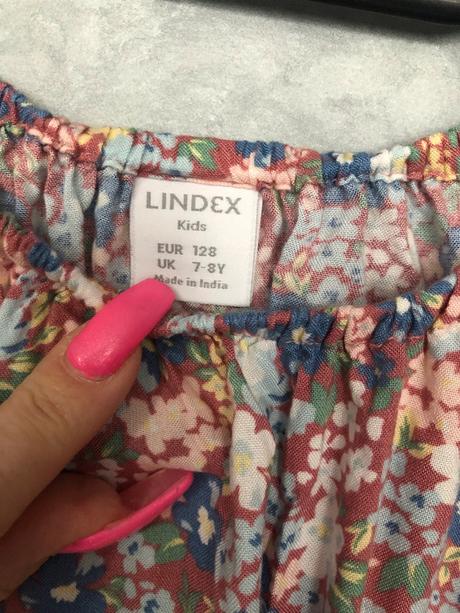 LINDEX
Kids
EUR 128
UK 7-8Y
Made in India